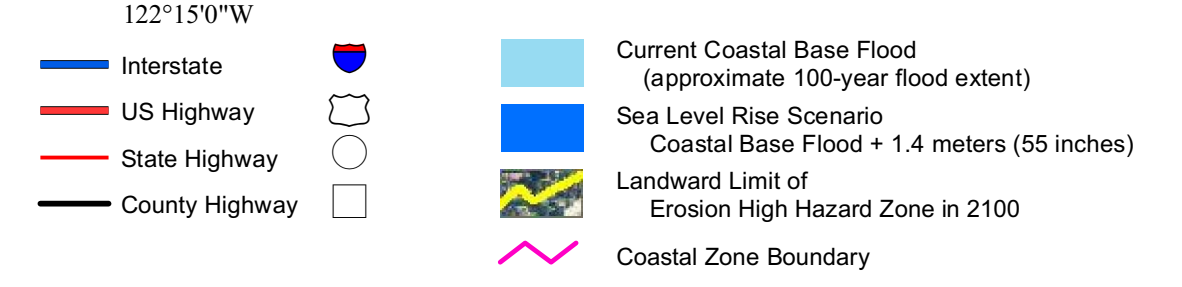 122°15'0"W
Interstate
US Highway
State Highway
County Highway
Current Coastal Base Flood
(approximate 100-year flood extent)
Sea Level Rise Scenario
Coastal Base Flood + 1.4 meters (55 inches)
Landward Limit of
Erosion High Hazard Zone in 2100
Coastal Zone Boundary